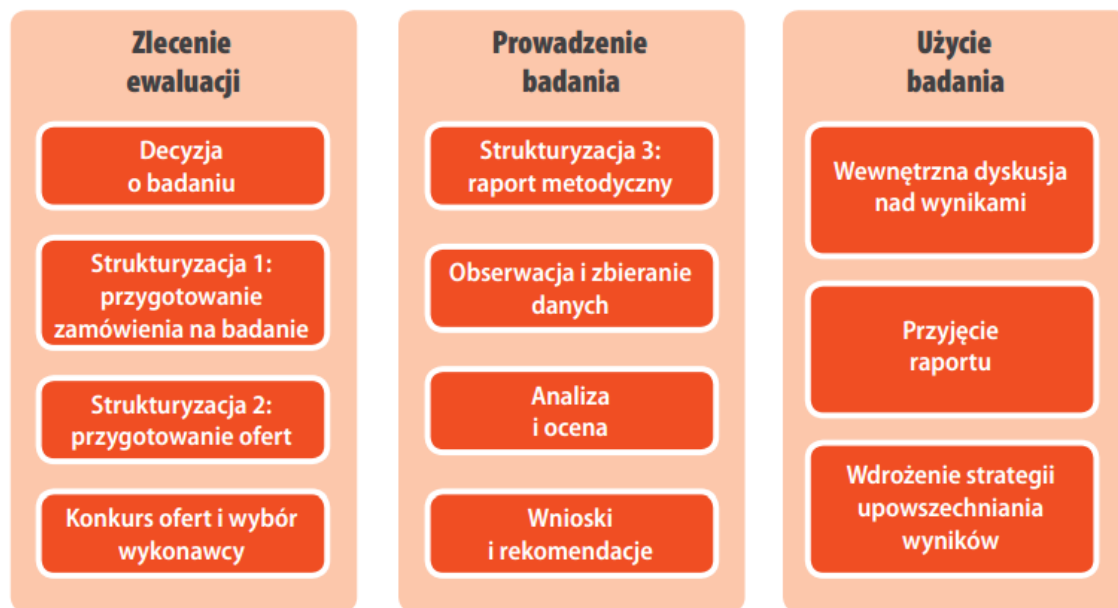 Zlecenie
ewaluacji
Decyzja
o badaniu
Strukturyzacja 1:
przygotowanie
zamówienia na badanie
Strukturyzacja 2:
przygotowanie ofert
Konkurs ofert i wybór
wykonawcy
Prowadzenie
badania
Strukturyzacja 3:
raport metodyczny
Obserwacja i zbieranie
danych
Analiza
i ocena
Wnioski
i rekomendacje
Użycie
badania
Wewnętrzna dyskusja
nad wynikami
Przyjęcie
raportu
Wdrożenie strategii
upowszechniania
wyników